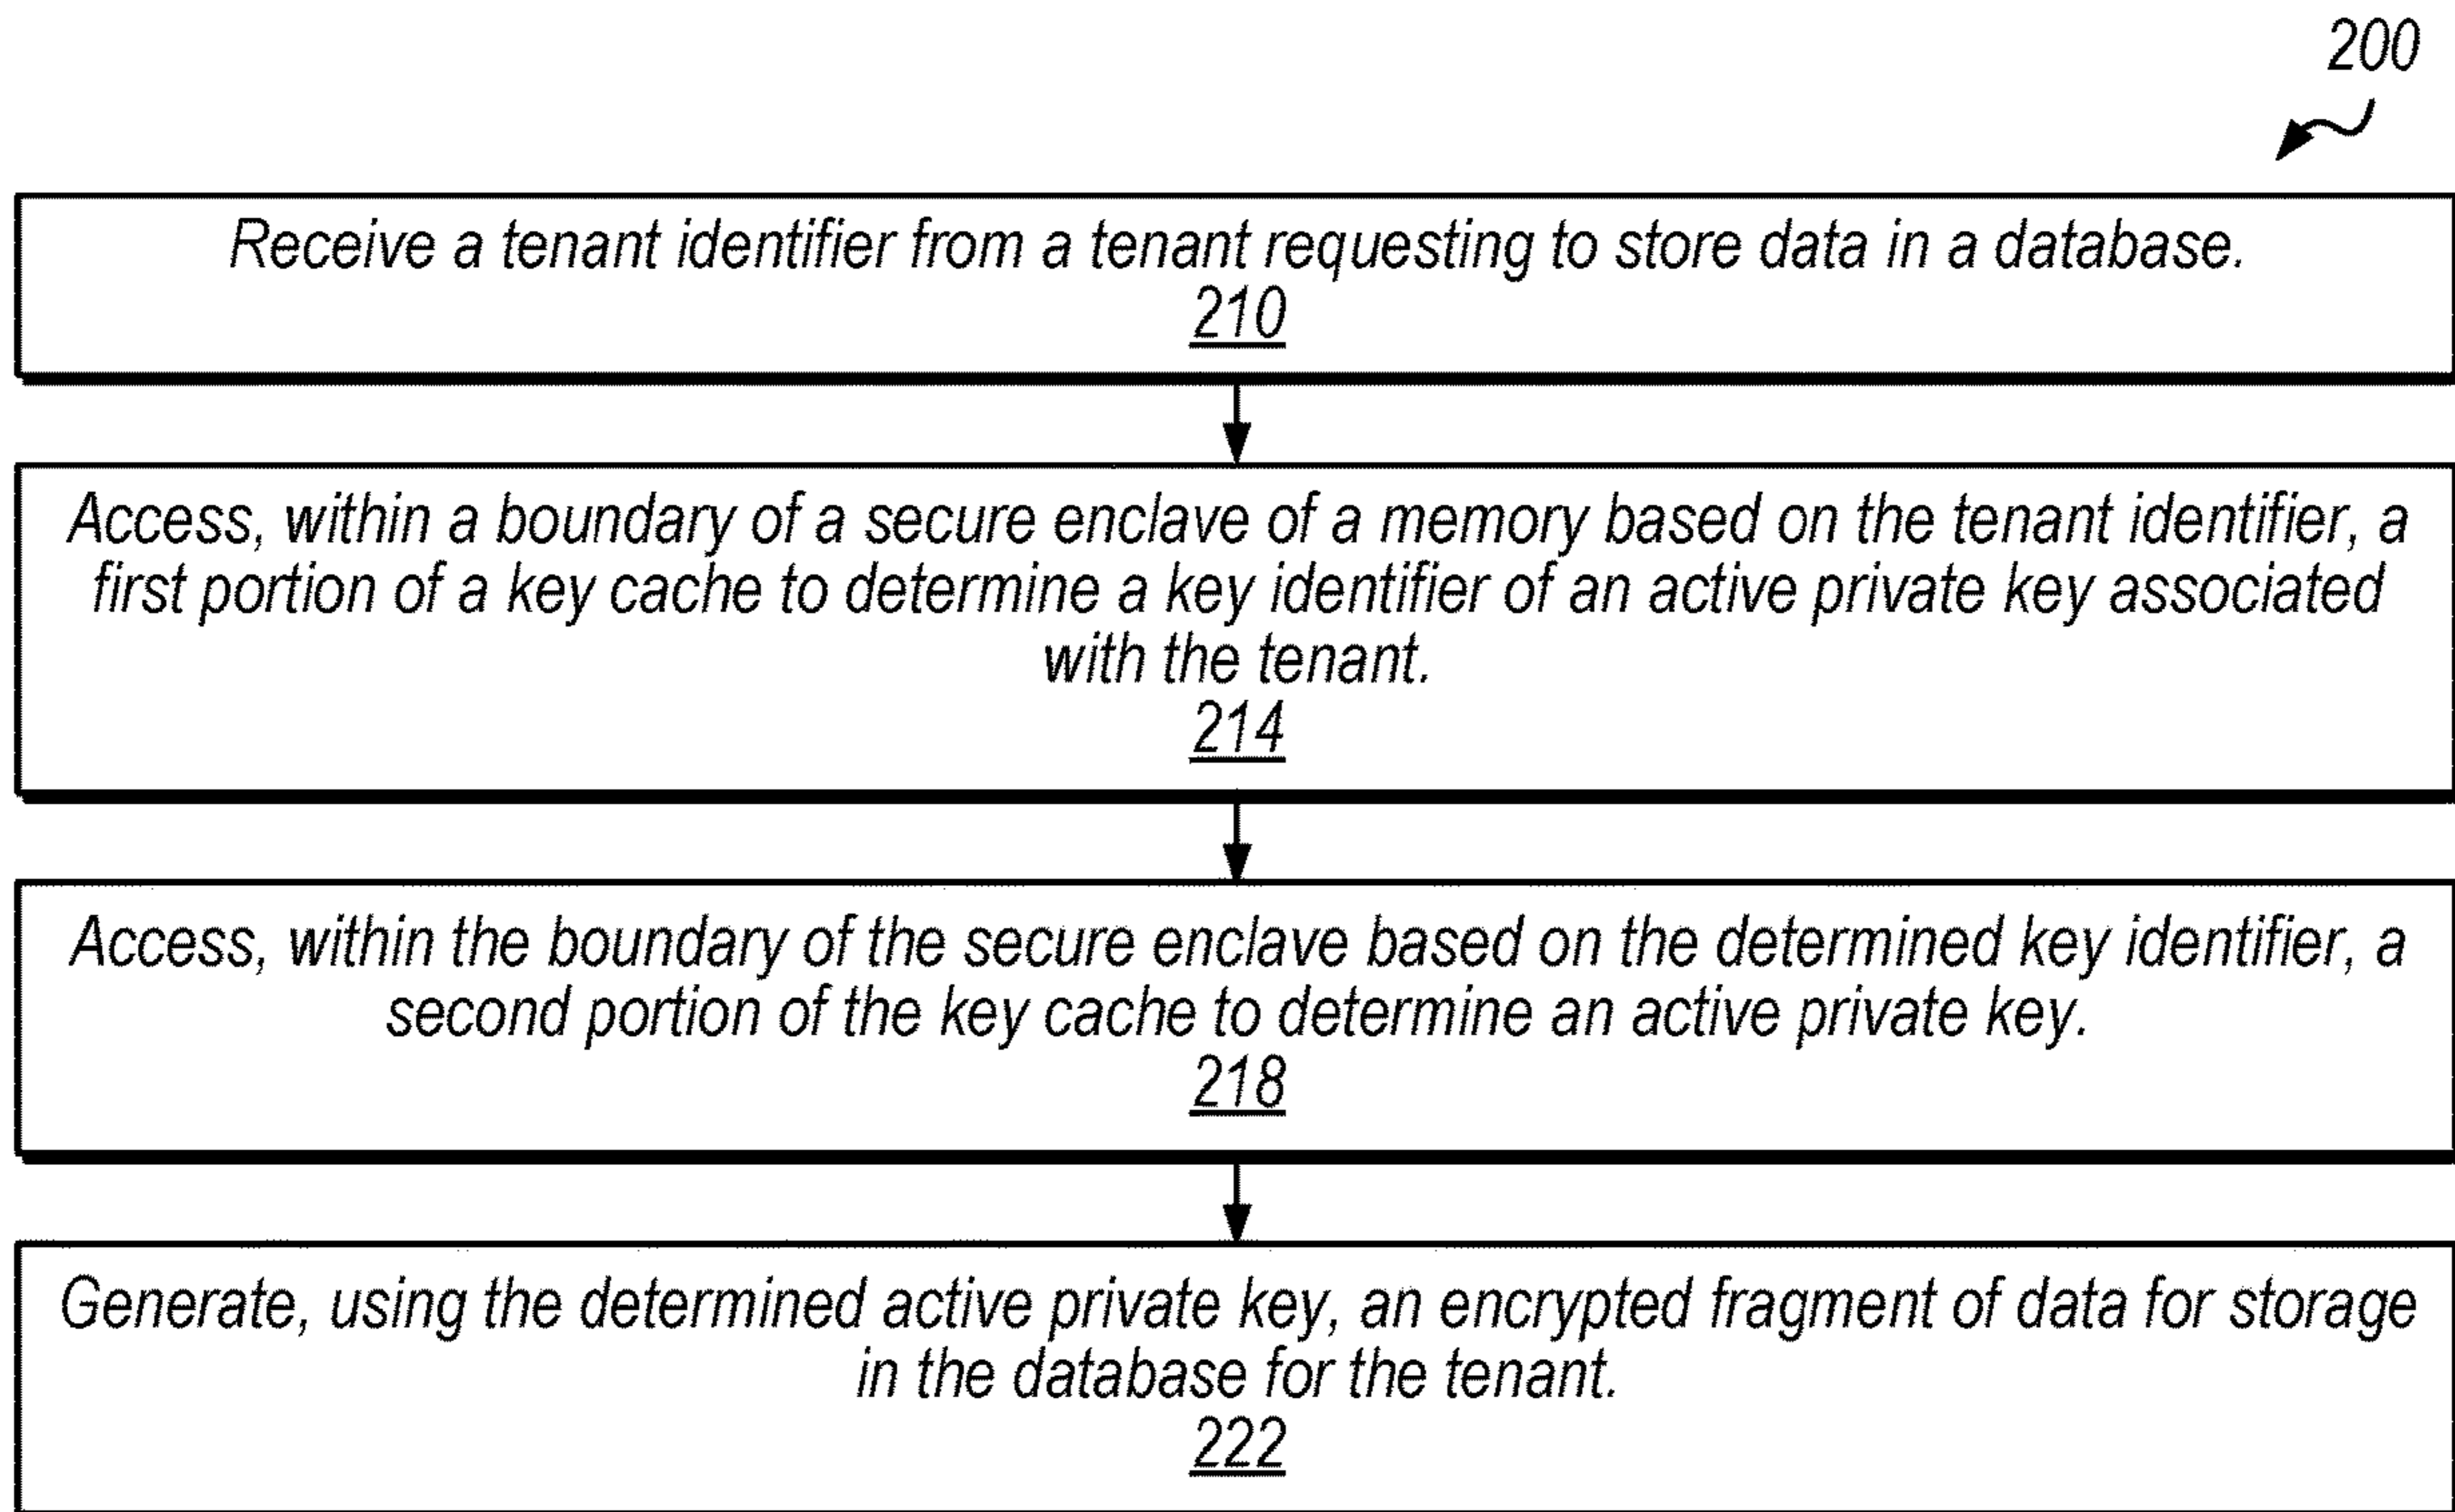 200
Receive a tenant identifier from a tenant requesting to store data in a database.
210
Access, within a boundary of a secure enclave of a memory based on the tenant identifier, a
first portion of a key cache to determine a key identifier of an active private key associated
with the tenant.
214
Access, within the boundary of the secure enclave based on the determined key identifier, a
second portion of the key cache to determine an active private key.
218
Generate, using the determined active private key, an encrypted fragment of data for storage
in the database for the tenant.
222